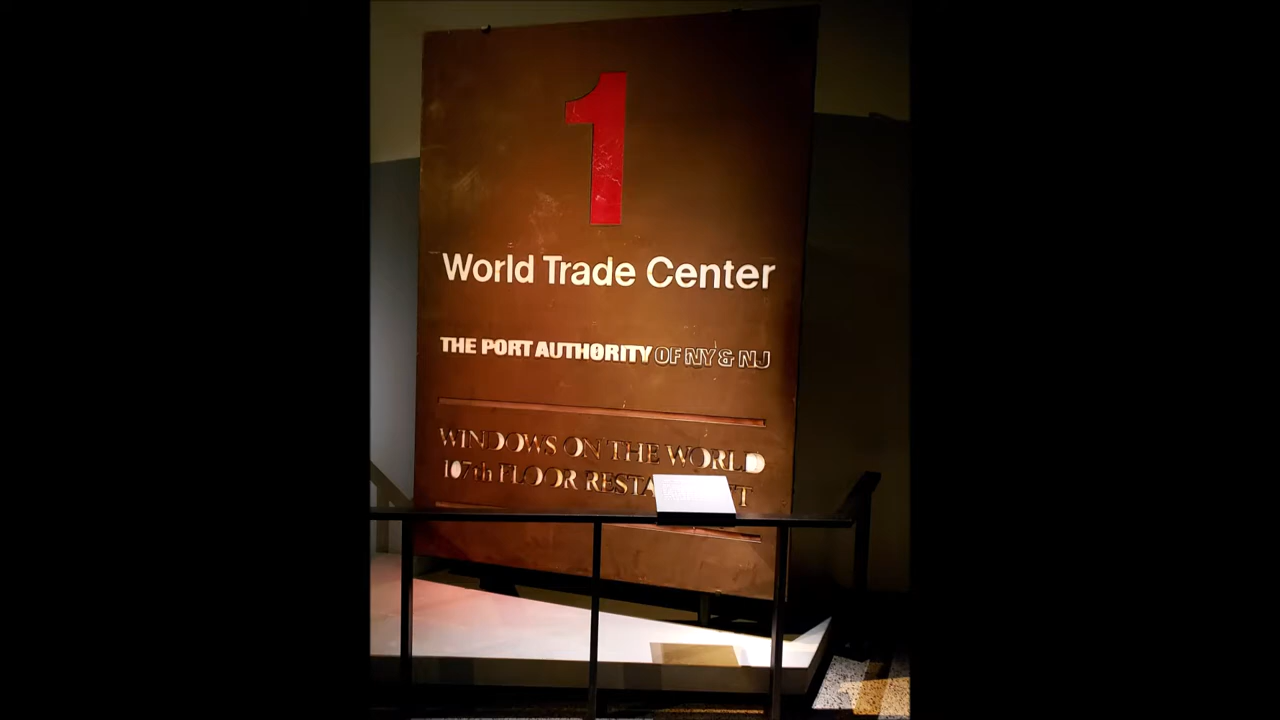 1
World Trade Center
THE PORT AUTHORITY OF NY & NJ
WINDOWS ON THE WORLD
107th FLOOR